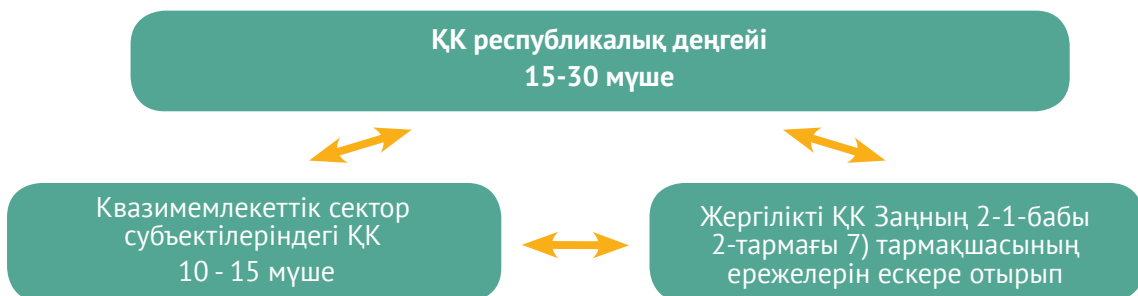 ҚК республикалық деңгейі
15-30 мүше
Квазимемлекеттік сектор
субъектілеріндегі ҚК
10 - 15 мүше
Жергілікті ҚК Заңның 2-1-бабы
2-тармағы 7) тармақшасының
ережелерін ескере отырып